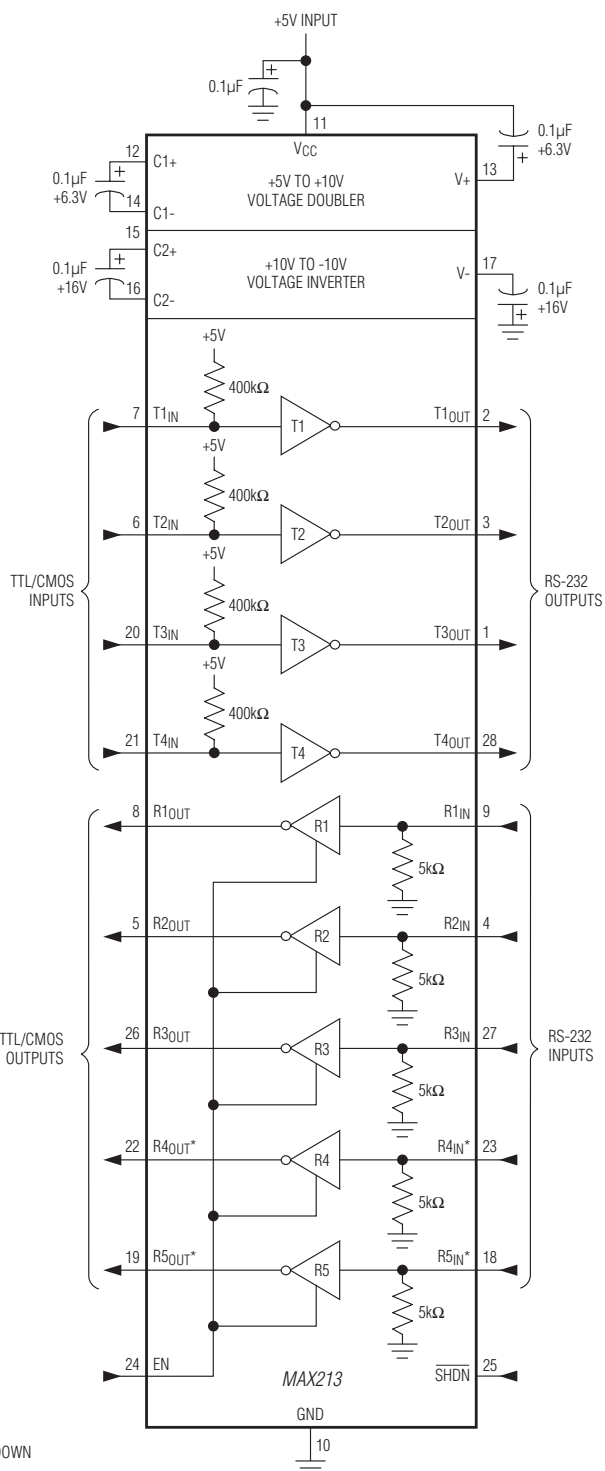 +5V INPUT
0.1µF
11
12
C1+
VCC
0.1µF
+6.3V
13
V+
+5V TO +10V
VOLTAGE DOUBLER
0.1µF
+6.3V
14
C1-
15
C2+
+10V TO -10V
VOLTAGE INVERTER
17
V-
0.1µF
+16V
16
C2-
0.1µF
+16V
+5V
400kΩ
7
T1IN
T1
T1OUT
2
+5V
400kΩ
6
T2IN
T2
T2OUT
3
TTL/CMOS
INPUTS
+5V
400kΩ
RS-232
OUTPUTS
20
T3IN
T3
T3OUT
1
+5V
400kΩ
21
T4IN
T4
T4OUT
28
8
R1OUT
R1
R1IN
9
5kΩ
5
R2OUT
R2
R2IN
4
5kΩ
TTL/CMOS
OUTPUTS
26
R3OUT
R3
R3IN
27
RS-232
INPUTS
5kΩ
22
R4OUT*
R4
R4IN*
23
5kΩ
19
R5OUT*
R5
R5IN*
18
5kΩ
24
EN
MAX213
SHDN
25
GND
10